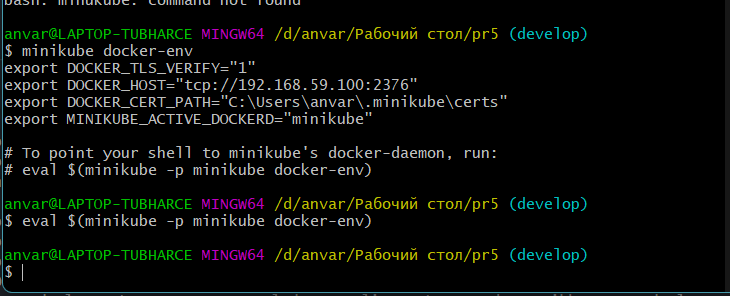 bash: minukube: command not found
anvar@LAPTOP-TUBHARCE MINGW64 /d/anvar/Рабочий стол/pr5 (develop)
$ minikube docker-env
export DOCKER_TLS_VERIFY="1"
export DOCKER_HOST="tcp://192.168.59.100:2376"
export DOCKER_CERT_PATH="C:\Users\anvar\.minikube\certs"
export MINIKUBE_ACTIVE_DOCKERD="minikube"
# To point your shell to minikube's docker-daemon, run:
# eval $(minikube -p minikube docker-env)
anvar@LAPTOP-TUBHARCE MINGW64 /d/anvar/Рабочий стол/pr5 (develop)
$ eval $(minikube -p minikube docker-env)
anvar@LAPTOP-TUBHARCE MINGW64 /d/anvar/Рабочий стол/pr5 (develop)
$